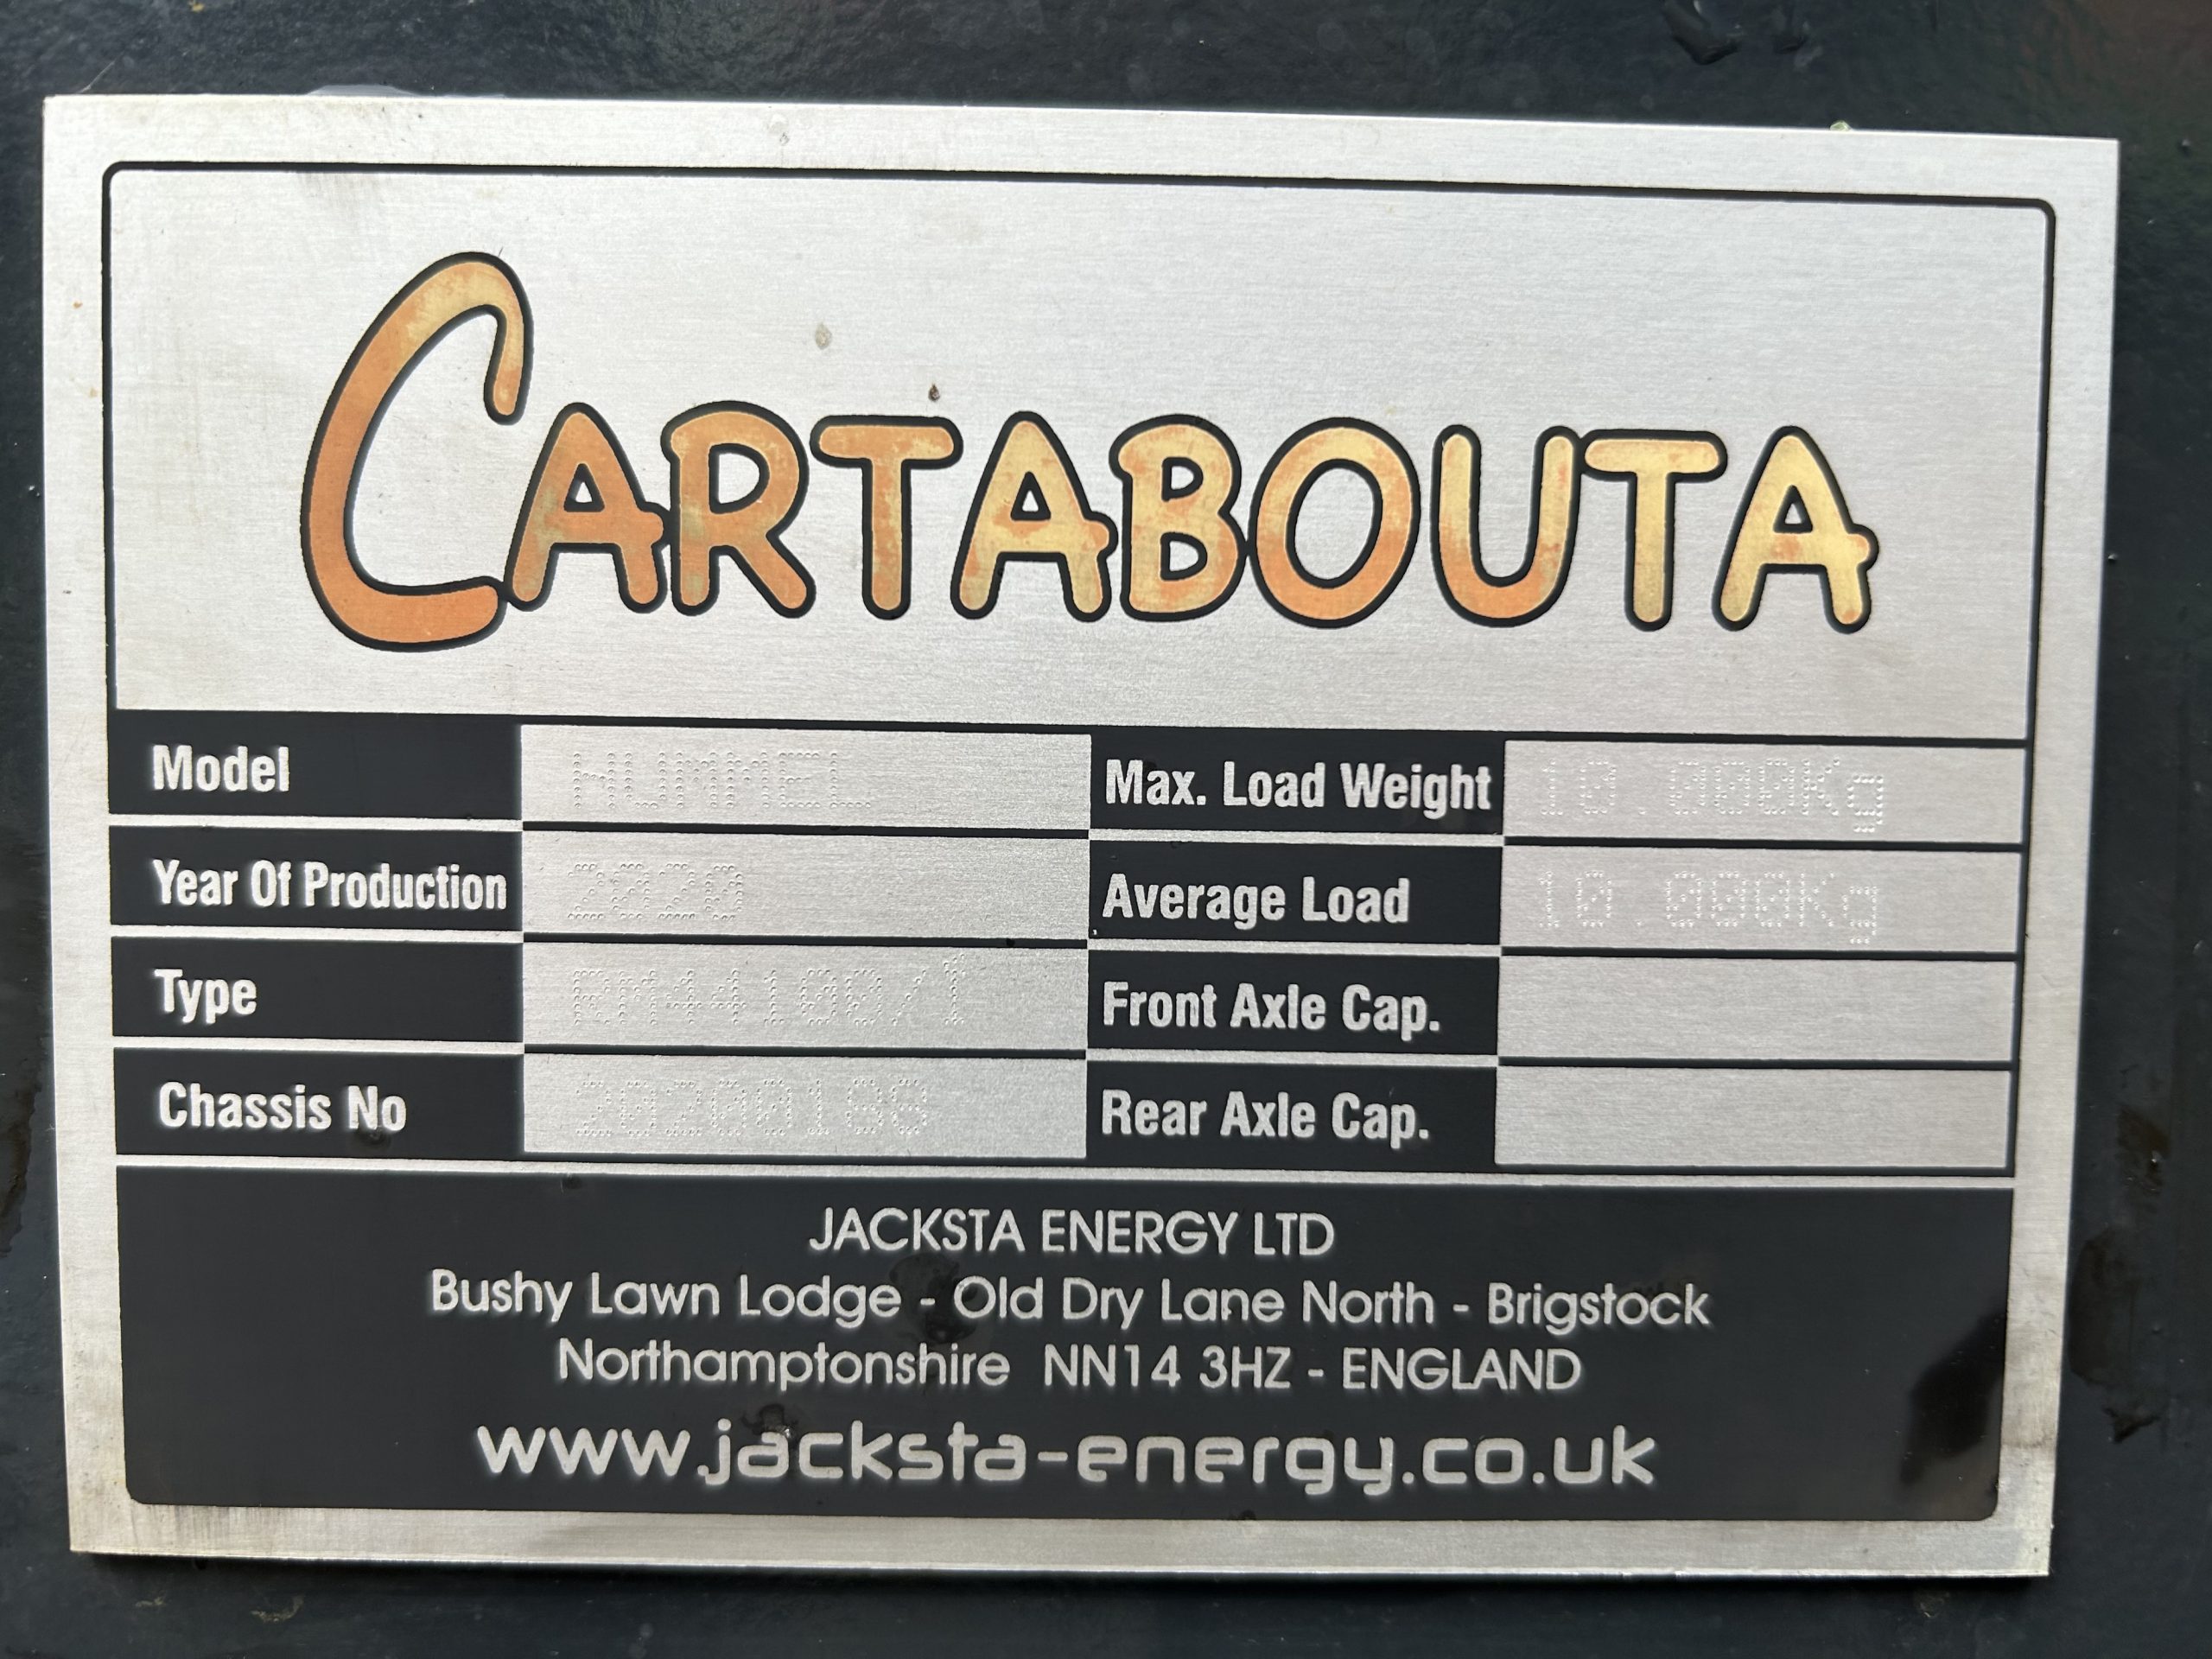 CARTABOUTA
Model WUMMEL Max. Load Weight 10.000Kg
Year Of Production 2020 Average Load 10.000Kg
Type Front Axle Cap.
Chassis No Rear Axle Cap.
JACKSTA ENERGY LTD
Bushy Lawn Lodge - Old Dry Lane North - Brigstock
Northamptonshire NN14 3HZ - ENGLAND
www.jacksta-energy.co.uk